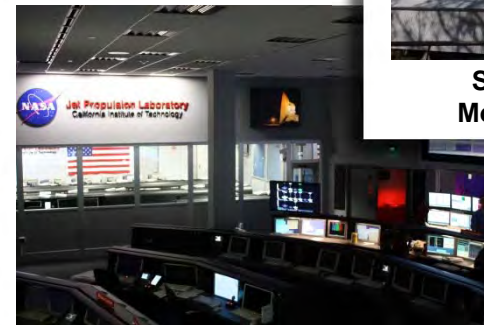 NASA
Jet Propulsion Laboratory
California Institute of Technology
S
Mo